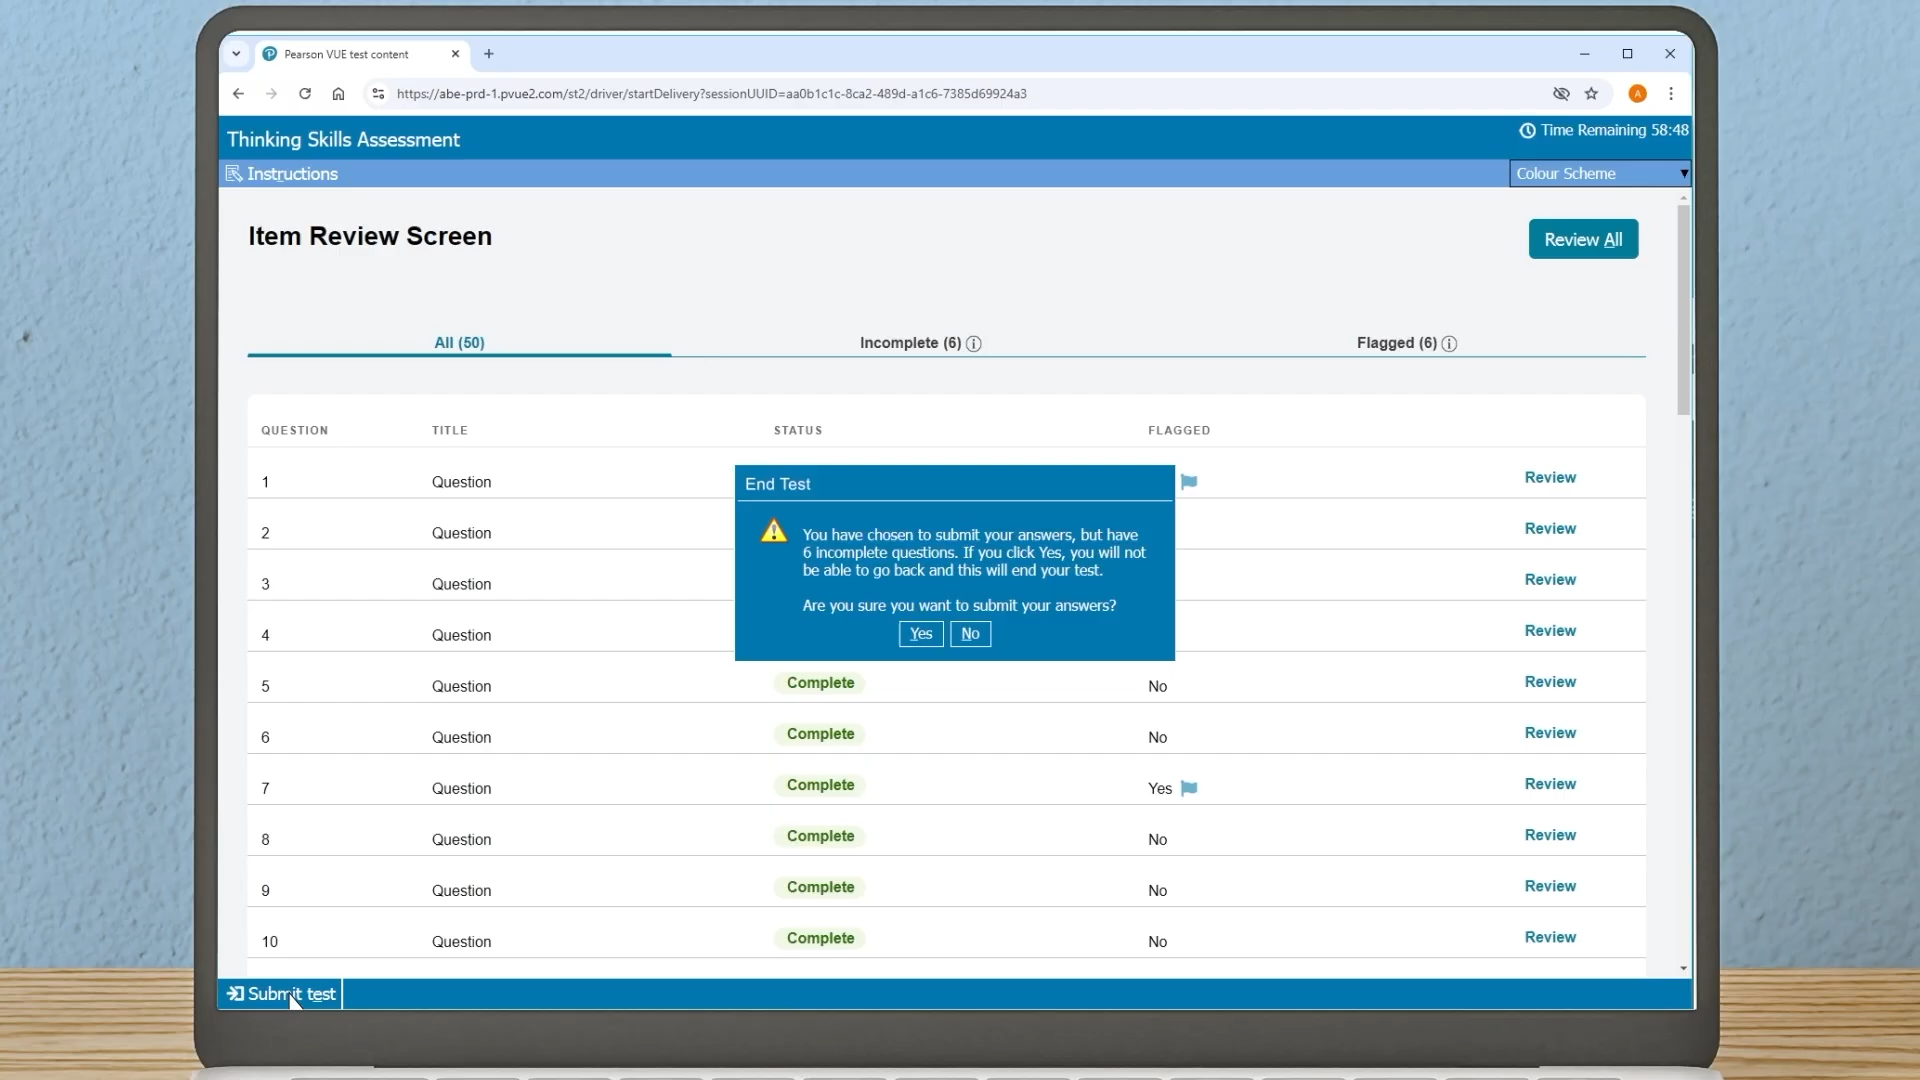 Pearson VUE test content
https://abe-prd-1.pvue2.com/st2/driver/startDelivery?sessionUUID=aa0b1c1c-8ca2-489d-a1c6-7385d69924a3
A
Thinking Skills Assessment
Time Remaining 58:48
Instructions
Colour Scheme
Item Review Screen
Review All
All (50)
Incomplete (6)
Flagged (6)
QUESTION TITLE STATUS FLAGGED
1 Question Review
2 Question Review
3 Question Review
4 Question Review
End Test
You have chosen to submit your answers, but have
6 incomplete questions. If you click Yes, you will not
be able to go back and this will end your test.
Are you sure you want to submit your answers?
Yes No
5 Question Complete No Review
6 Question Complete No Review
7 Question Complete Yes Review
8 Question Complete No Review
9 Question Complete No Review
10 Question Complete No Review
Submit test